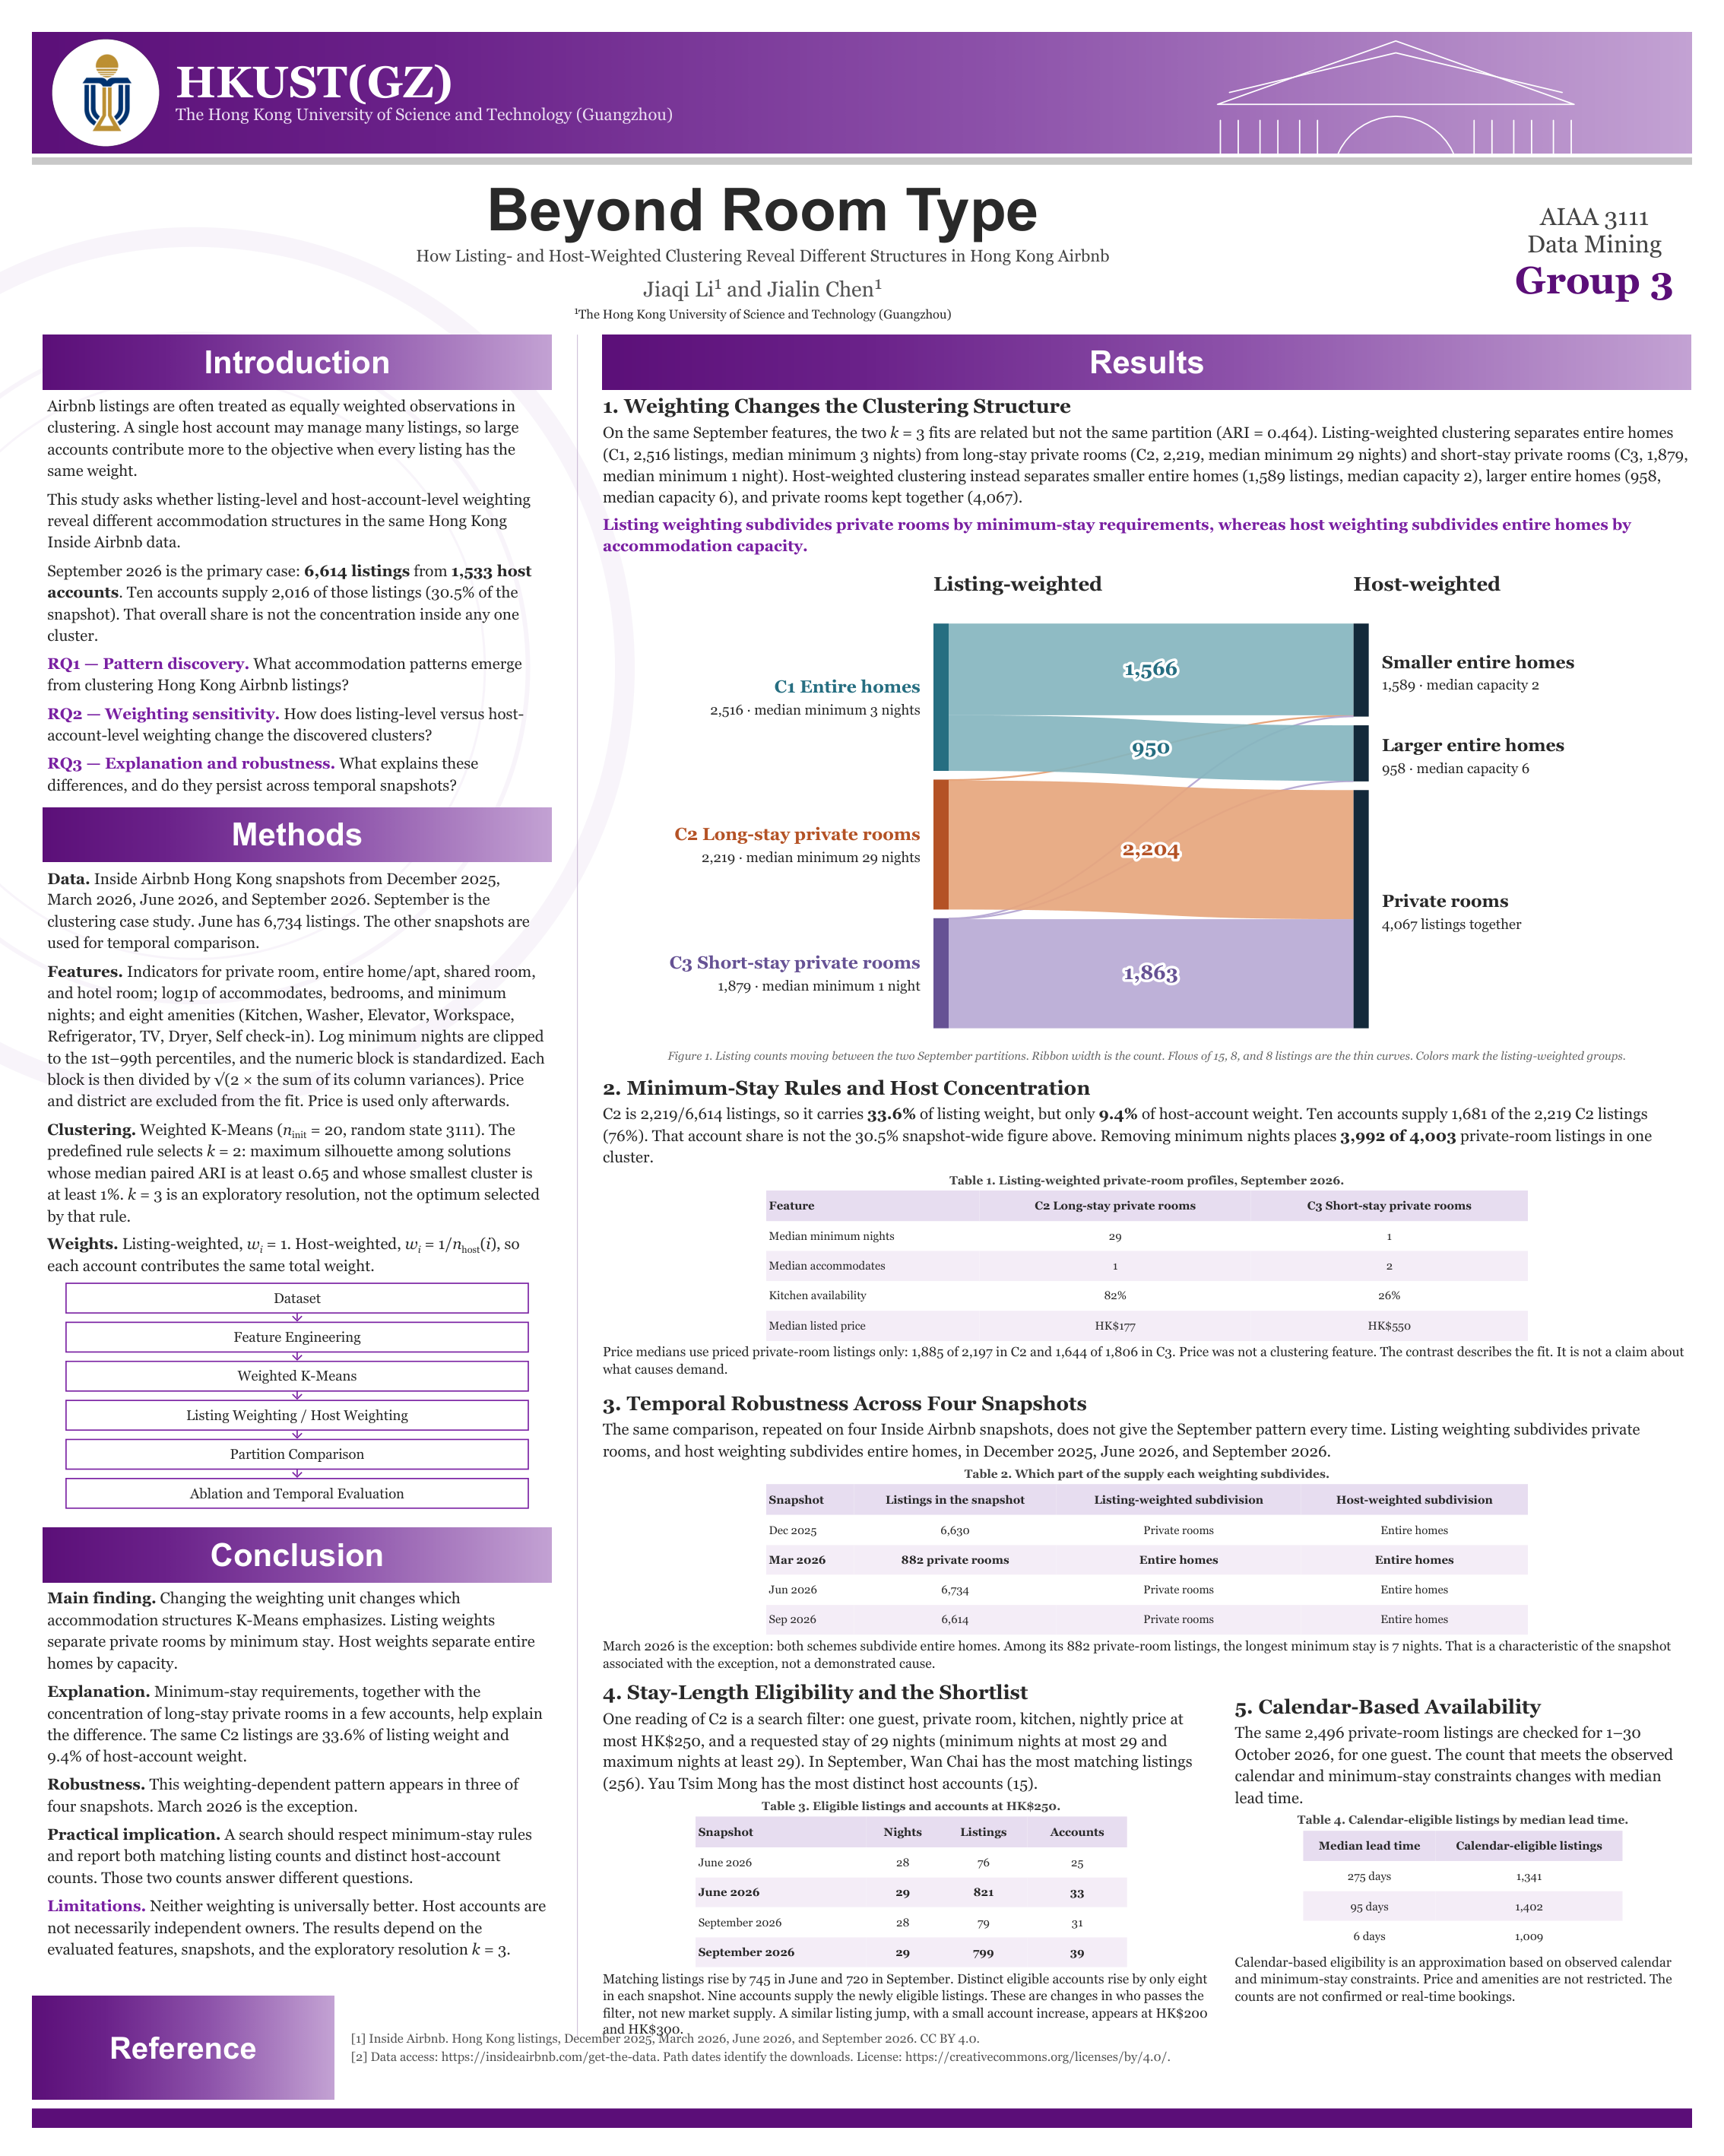 HKUST(GZ)
The Hong Kong University of Science and Technology (Guangzhou)
Beyond Room Type
How Listing- and Host-Weighted Clustering Reveal Different Structures in Hong Kong Airbnb
Jiaqi Li¹ and Jialin Chen¹
¹The Hong Kong University of Science and Technology (Guangzhou)
AIAA 3111
Data Mining
Group 3
Introduction
Airbnb listings are often treated as equally weighted observations in
clustering. A single host account may manage many listings, so large
accounts contribute more to the objective when every listing has the
same weight.
This study asks whether listing-level and host-account-level weighting
reveal different accommodation structures in the same Hong Kong
Inside Airbnb data.
September 2026 is the primary case: 6,614 listings from 1,533 host
accounts. Ten accounts supply 2,016 of those listings (30.5% of the
snapshot). That overall share is not the concentration inside any one
cluster.
RQ1 — Pattern discovery. What accommodation patterns emerge
from clustering Hong Kong Airbnb listings?
RQ2 — Weighting sensitivity. How does listing-level versus host-
account-level weighting change the discovered clusters?
RQ3 — Explanation and robustness. What explains these
differences, and do they persist across temporal snapshots?
Methods
Data. Inside Airbnb Hong Kong snapshots from December 2025,
March 2026, June 2026, and September 2026. September is the
clustering case study. June has 6,734 listings. The other snapshots are
used for temporal comparison.
Features. Indicators for private room, entire home/apt, shared room,
and hotel room; log1p of accommodates, bedrooms, and minimum
nights; and eight amenities (Kitchen, Washer, Elevator, Workspace,
Refrigerator, TV, Dryer, Self check-in). Log minimum nights are clipped
to the 1st–99th percentiles, and the numeric block is standardized. Each
block is then divided by √(2 × the sum of its column variances). Price
and district are excluded from the fit. Price is used only afterwards.
Clustering. Weighted K-Means (n_init = 20, random state 3111). The
predefined rule selects k = 2: maximum silhouette among solutions
whose median paired ARI is at least 0.65 and whose smallest cluster is
at least 1%. k = 3 is an exploratory resolution, not the optimum selected
by that rule.
Weights. Listing-weighted, w_i = 1. Host-weighted, w_i = 1/n_host(i), so
each account contributes the same total weight.
Dataset
Feature Engineering
Weighted K-Means
Listing Weighting / Host Weighting
Partition Comparison
Ablation and Temporal Evaluation
Conclusion
Main finding. Changing the weighting unit changes which
accommodation structures K-Means emphasizes. Listing weights
separate private rooms by minimum stay. Host weights separate entire
homes by capacity.
Explanation. Minimum-stay requirements, together with the
concentration of long-stay private rooms in a few accounts, help explain
the difference. The same C2 listings are 33.6% of listing weight and
9.4% of host-account weight.
Robustness. This weighting-dependent pattern appears in three of
four snapshots. March 2026 is the exception.
Practical implication. A search should respect minimum-stay rules
and report both matching listing counts and distinct host-account
counts. Those two counts answer different questions.
Limitations. Neither weighting is universally better. Host accounts are
not necessarily independent owners. The results depend on the
evaluated features, snapshots, and the exploratory resolution k = 3.
Results
1. Weighting Changes the Clustering Structure
On the same September features, the two k = 3 fits are related but not the same partition (ARI = 0.464). Listing-weighted clustering separates entire homes
(C1, 2,516 listings, median minimum 3 nights) from long-stay private rooms (C2, 2,219, median minimum 29 nights) and short-stay private rooms (C3, 1,879,
median minimum 1 night). Host-weighted clustering instead separates smaller entire homes (1,589 listings, median capacity 2), larger entire homes (958,
median capacity 6), and private rooms kept together (4,067).
Listing weighting subdivides private rooms by minimum-stay requirements, whereas host weighting subdivides entire homes by
accommodation capacity.
Listing-weighted
Host-weighted
C1 Entire homes
2,516 · median minimum 3 nights
C2 Long-stay private rooms
2,219 · median minimum 29 nights
C3 Short-stay private rooms
1,879 · median minimum 1 night
1,566
950
2,204
1,863
Smaller entire homes
1,589 · median capacity 2
Larger entire homes
958 · median capacity 6
Private rooms
4,067 listings together
Figure 1. Listing counts moving between the two September partitions. Ribbon width is the count. Flows of 15, 8, and 8 listings are the thin curves. Colors mark the listing-weighted groups.
2. Minimum-Stay Rules and Host Concentration
C2 is 2,219/6,614 listings, so it carries 33.6% of listing weight, but only 9.4% of host-account weight. Ten accounts supply 1,681 of the 2,219 C2 listings
(76%). That account share is not the 30.5% snapshot-wide figure above. Removing minimum nights places 3,992 of 4,003 private-room listings in one
cluster.
Table 1. Listing-weighted private-room profiles, September 2026.
Feature C2 Long-stay private rooms C3 Short-stay private rooms
Median minimum nights 29 1
Median accommodates 1 2
Kitchen availability 82% 26%
Median listed price HK$177 HK$550
Price medians use priced private-room listings only: 1,885 of 2,197 in C2 and 1,644 of 1,806 in C3. Price was not a clustering feature. The contrast describes the fit. It is not a claim about
what causes demand.
3. Temporal Robustness Across Four Snapshots
The same comparison, repeated on four Inside Airbnb snapshots, does not give the September pattern every time. Listing weighting subdivides private
rooms, and host weighting subdivides entire homes, in December 2025, June 2026, and September 2026.
Table 2. Which part of the supply each weighting subdivides.
Snapshot Listings in the snapshot Listing-weighted subdivision Host-weighted subdivision
Dec 2025 6,630 Private rooms Entire homes
Mar 2026 882 private rooms Entire homes Entire homes
Jun 2026 6,734 Private rooms Entire homes
Sep 2026 6,614 Private rooms Entire homes
March 2026 is the exception: both schemes subdivide entire homes. Among its 882 private-room listings, the longest minimum stay is 7 nights. That is a characteristic of the snapshot
associated with the exception, not a demonstrated cause.
4. Stay-Length Eligibility and the Shortlist
One reading of C2 is a search filter: one guest, private room, kitchen, nightly price at
most HK$250, and a requested stay of 29 nights (minimum nights at most 29 and
maximum nights at least 29). In September, Wan Chai has the most matching listings
(256). Yau Tsim Mong has the most distinct host accounts (15).
Table 3. Eligible listings and accounts at HK$250.
Snapshot Nights Listings Accounts
June 2026 28 76 25
June 2026 29 821 33
September 2026 28 79 31
September 2026 29 799 39
Matching listings rise by 745 in June and 720 in September. Distinct eligible accounts rise by only eight
in each snapshot. Nine accounts supply the newly eligible listings. These are changes in who passes the
filter, not new market supply. A similar listing jump, with a small account increase, appears at HK$200
and HK$300.
5. Calendar-Based Availability
The same 2,496 private-room listings are checked for 1–30
October 2026, for one guest. The count that meets the observed
calendar and minimum-stay constraints changes with median
lead time.
Table 4. Calendar-eligible listings by median lead time.
Median lead time Calendar-eligible listings
275 days 1,341
95 days 1,402
6 days 1,009
Calendar-based eligibility is an approximation based on observed calendar
and minimum-stay constraints. Price and amenities are not restricted. The
counts are not confirmed or real-time bookings.
Reference
[1] Inside Airbnb. Hong Kong listings, December 2025, March 2026, June 2026, and September 2026. CC BY 4.0.
[2] Data access: https://insideairbnb.com/get-the-data. Path dates identify the downloads. License: https://creativecommons.org/licenses/by/4.0/.